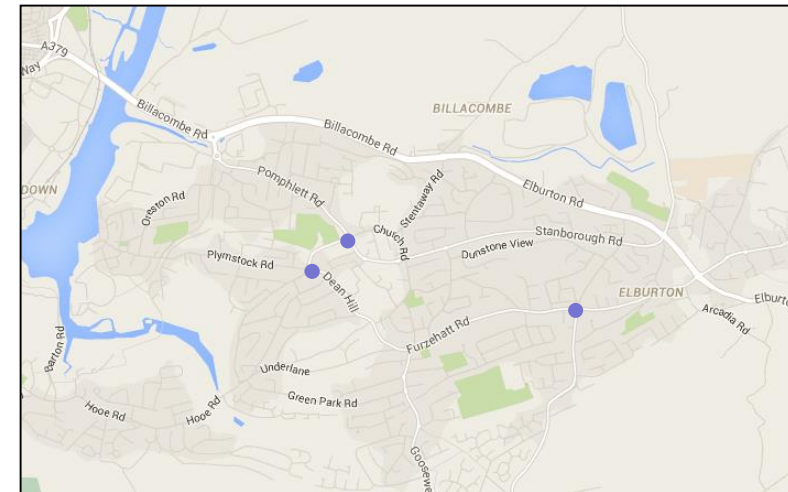 A379
Way
Billacombe Rd
Billacombe Rd
BILLACOMBE
Pomphlett Rd
DOWN
Oreston Rd
Stentaway Rd
Elburton Rd
Church Rd
Stanborough Rd
Dunstone View
Plymstock Rd
Dean Hill
ELBURTON
Elburto
Arcadia Rd
Furzehatt Rd
Barton Rd
Underlane
Green Park Rd
Hooe Rd
Hooe Rd
Goosewe